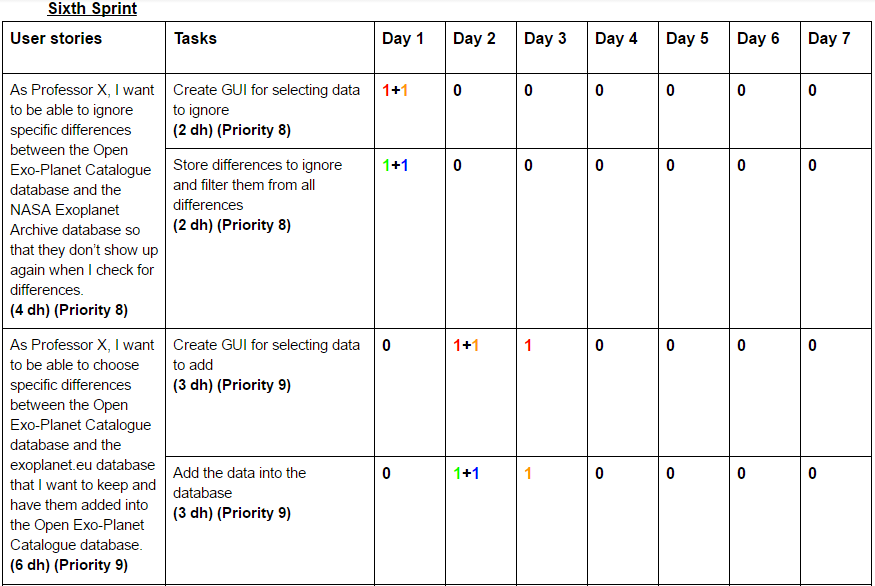 Sixth Sprint
User stories Tasks Day 1 Day 2 Day 3 Day 4 Day 5 Day 6 Day 7
As Professor X, I want
to be able to ignore
specific differences
between the Open
Exo-Planet Catalogue
database and the
NASA Exoplanet
Archive database so
that they don’t show up
again when I check for
differences.
(4 dh) (Priority 8)
Create GUI for selecting data
to ignore
(2 dh) (Priority 8)
1+1 0 0 0 0 0 0
Store differences to ignore
and filter them from all
differences
(2 dh) (Priority 8)
1+1 0 0 0 0 0 0
As Professor X, I want
to be able to choose
specific differences
between the Open
Exo-Planet Catalogue
database and the
exoplanet.eu database
that I want to keep and
have them added into
the Open Exo-Planet
Catalogue database.
(6 dh) (Priority 9)
Create GUI for selecting data
to add
(3 dh) (Priority 9)
0 1+1 1 0 0 0 0
Add the data into the
database
(3 dh) (Priority 9)
0 1+1 1 0 0 0 0